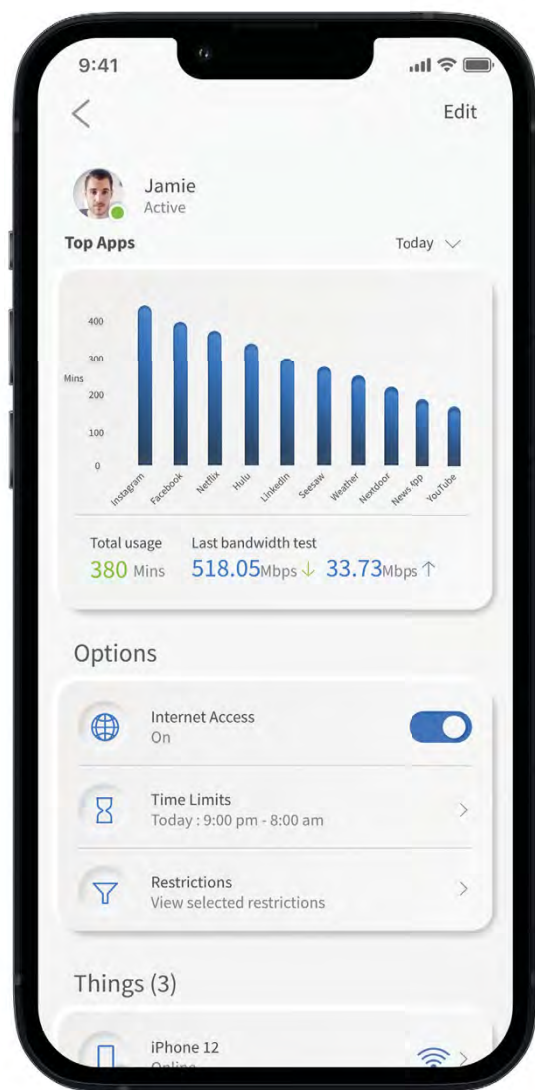 9:41
Edit
Jamie
Active
Top Apps
Today
400
300
Mins
200
100
0
Instagram
Facebook
Netflix
Hulu
LinkedIn
Seesaw
Weather
Nextdoor
News App
YouTube
Total usage Last bandwidth test
380 Mins 518.05Mbps ↓ 33.73Mbps ↑
Options
Internet Access
On
Time Limits
Today : 9:00 pm - 8:00 am
Restrictions
View selected restrictions
Things (3)
iPhone 12
Online